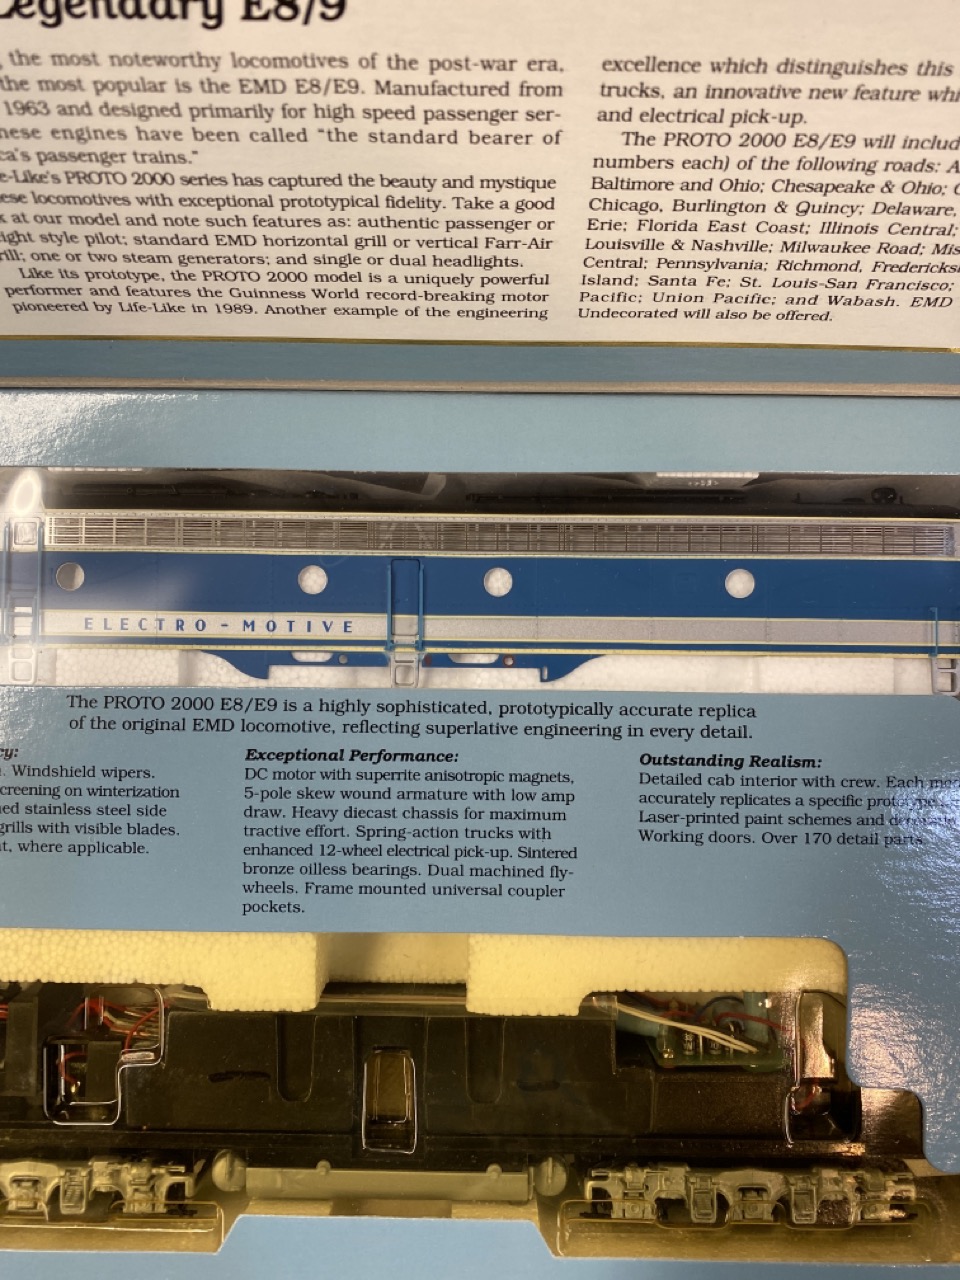 Legendary E8/9
, the most noteworthy locomotives of the post-war era,
the most popular is the EMD E8/E9. Manufactured from
1963 and designed primarily for high speed passenger ser-
hese engines have been called "the standard bearer of
ca's passenger trains."
e-Like's PROTO 2000 series has captured the beauty and mystique
ese locomotives with exceptional prototypical fidelity. Take a good
k at our model and note such features as: authentic passenger or
ight style pilot; standard EMD horizontal grill or vertical Farr-Air
rill; one or two steam generators; and single or dual headlights.
Like its prototype, the PROTO 2000 model is a uniquely powerful
performer and features the Guinness World record-breaking motor
pioneered by Life-Like in 1989. Another example of the engineering
excellence which distinguishes this
trucks, an innovative new feature whi
and electrical pick-up.
The PROTO 2000 E8/E9 will includ
numbers each) of the following roads: A
Baltimore and Ohio; Chesapeake & Ohio; C
Chicago, Burlington & Quincy; Delaware,
Erie; Florida East Coast; Illinois Central;
Louisville & Nashville; Milwaukee Road; Mis
Central; Pennsylvania; Richmond, Fredericks
Island; Santa Fe; St. Louis-San Francisco;
Pacific; Union Pacific; and Wabash. EMD
Undecorated will also be offered.
ELECTRO-MOTIVE
The PROTO 2000 E8/E9 is a highly sophisticated, prototypically accurate replica
of the original EMD locomotive, reflecting superlative engineering in every detail.
cy:
. Windshield wipers.
creening on winterization
ed stainless steel side
grills with visible blades.
t, where applicable.
Exceptional Performance:
DC motor with superrite anisotropic magnets,
5-pole skew wound armature with low amp
draw. Heavy diecast chassis for maximum
tractive effort. Spring-action trucks with
enhanced 12-wheel electrical pick-up. Sintered
bronze oilless bearings. Dual machined fly-
wheels. Frame mounted universal coupler
pockets.
Outstanding Realism:
Detailed cab interior with crew. Each mod
accurately replicates a specific prototype.
Laser-printed paint schemes and
Working doors. Over 170 detail parts.